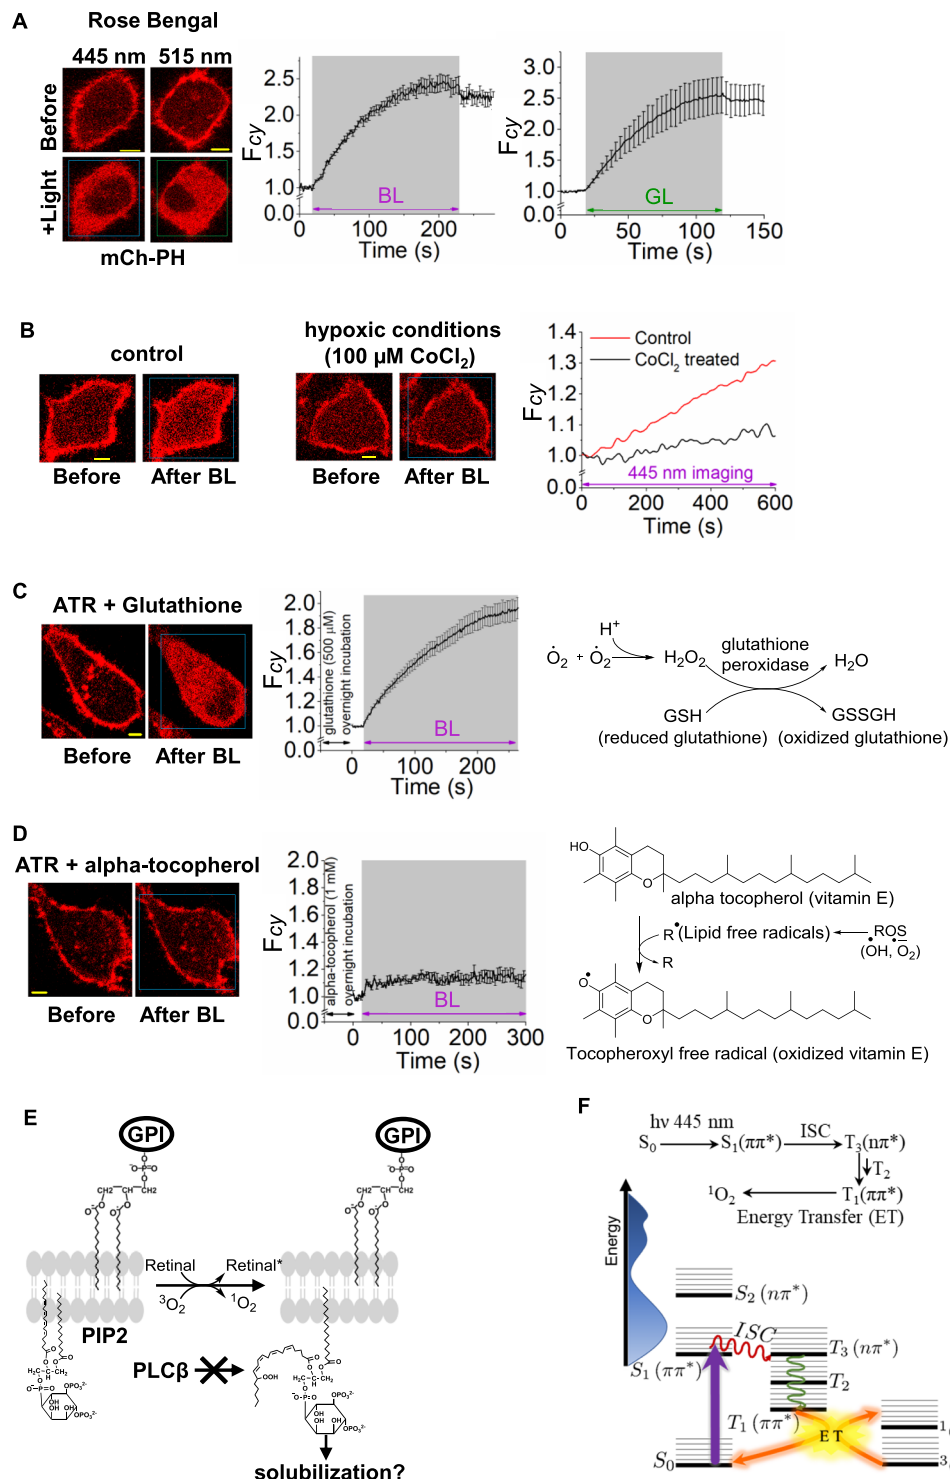 A
Rose Bengal
445 nm
515 nm
Before
+Light
mCh-PH
Fcy
2.5
2.0
1.5
1.0
0.0
BL
0
100
200
Time (s)
Fcy
3.0
2.5
2.0
1.5
1.0
0.0
GL
0
50
100
150
Time (s)
B
control
Before
After BL
hypoxic conditions
(100 µM CoCl2)
Before
After BL
Fcy
1.4
1.3
1.2
1.1
1.0
0.0
Control
CoCl2 treated
445 nm imaging
0
200
400
600
Time (s)
C
ATR + Glutathione
Before
After BL
Fcy
2.0
1.8
1.6
1.4
1.2
1.0
0.0
glutathione (500 µM)
overnight incubation
BL
0
100
200
Time (s)
O2 + O2
H+
H2O2
glutathione
peroxidase
H2O
GSH
(reduced glutathione)
GSSGH
(oxidized glutathione)
D
ATR + alpha-tocopherol
Before
After BL
Fcy
2.0
1.8
1.6
1.4
1.2
1.0
0.0
alpha-tocopherol (1 mM)
overnight incubation
BL
0
100
200
300
Time (s)
HO
O
alpha tocopherol (vitamin E)
R (Lipid free radicals)
ROS
(OH, O2)
R
O
O
Tocopheroxyl free radical (oxidized vitamin E)
E
GPI
GPI
Retinal
Retinal*
3O2
1O2
PIP2
PLCβ
OOH
solubilization?
F
hν 445 nm
ISC
S0
S1(ππ*)
T3(nπ*)
T2
1O2
T1(ππ*)
Energy Transfer (ET)
Energy
S2 (nπ*)
ISC
S1 (ππ*)
T3 (nπ*)
T2
T1 (ππ*)
ET
S0